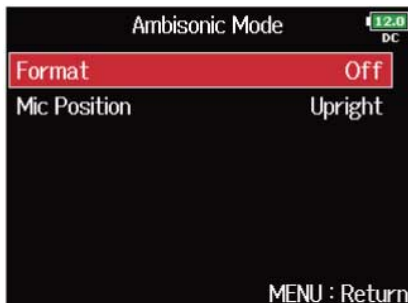 Ambisonic Mode
12.0
DC
Format Off
Mic Position Upright
MENU : Return